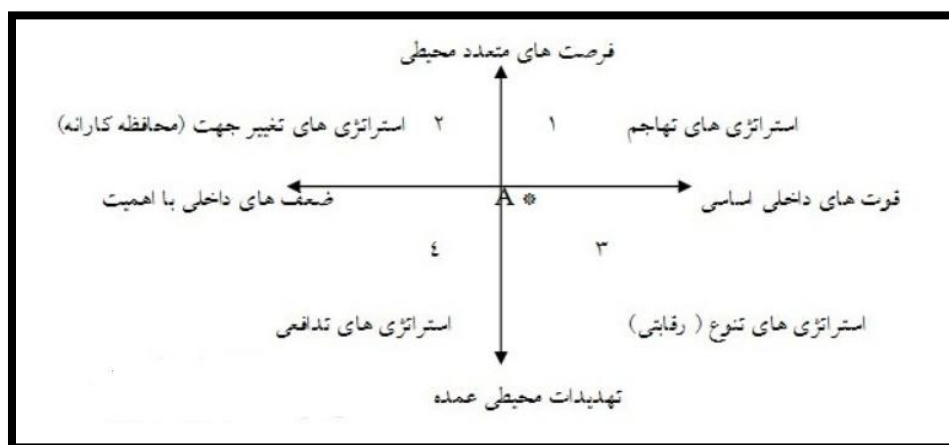 فرصت های متعدد محیطی
استراتژی های تهاجم
۱
۲
استراتژی های تغییر جهت (محافظه کارانه)
قوت های داخلی اساسی
A *
ضعف های داخلی با اهمیت
۳
٤
استراتژی های تنوع ( رقابتی)
استراتژی های تدافعی
تهدیدات محیطی عمده